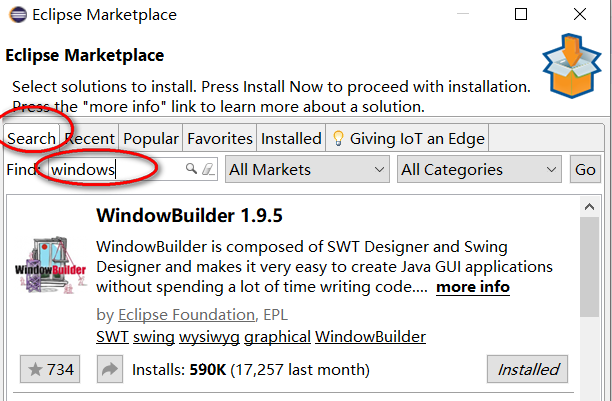 Eclipse Marketplace
Eclipse Marketplace
Select solutions to install. Press Install Now to proceed with installation.
Press the "more info" link to learn more about a solution.
Search Recent Popular Favorites Installed Giving IoT an Edge
Find: windows All Markets All Categories Go
WindowBuilder 1.9.5
WindowBuilder
WindowBuilder is composed of SWT Designer and Swing
Designer and makes it very easy to create Java GUI applications
without spending a lot of time writing code.... more info
by Eclipse Foundation, EPL
SWT swing wysiwyg graphical WindowBuilder
734 Installs: 590K (17,257 last month) Installed